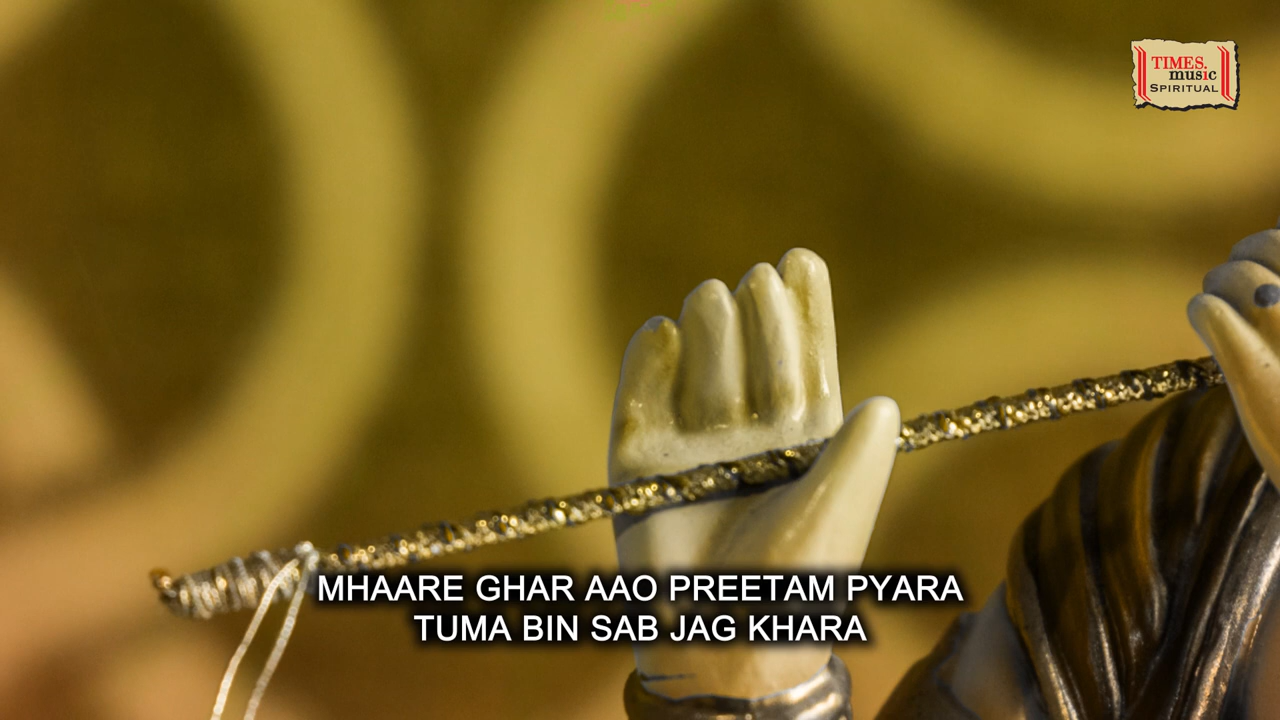 TIMES.
music
SPIRITUAL
MHAARE GHAR AAO PREETAM PYARA
TUMA BIN SAB JAG KHARA